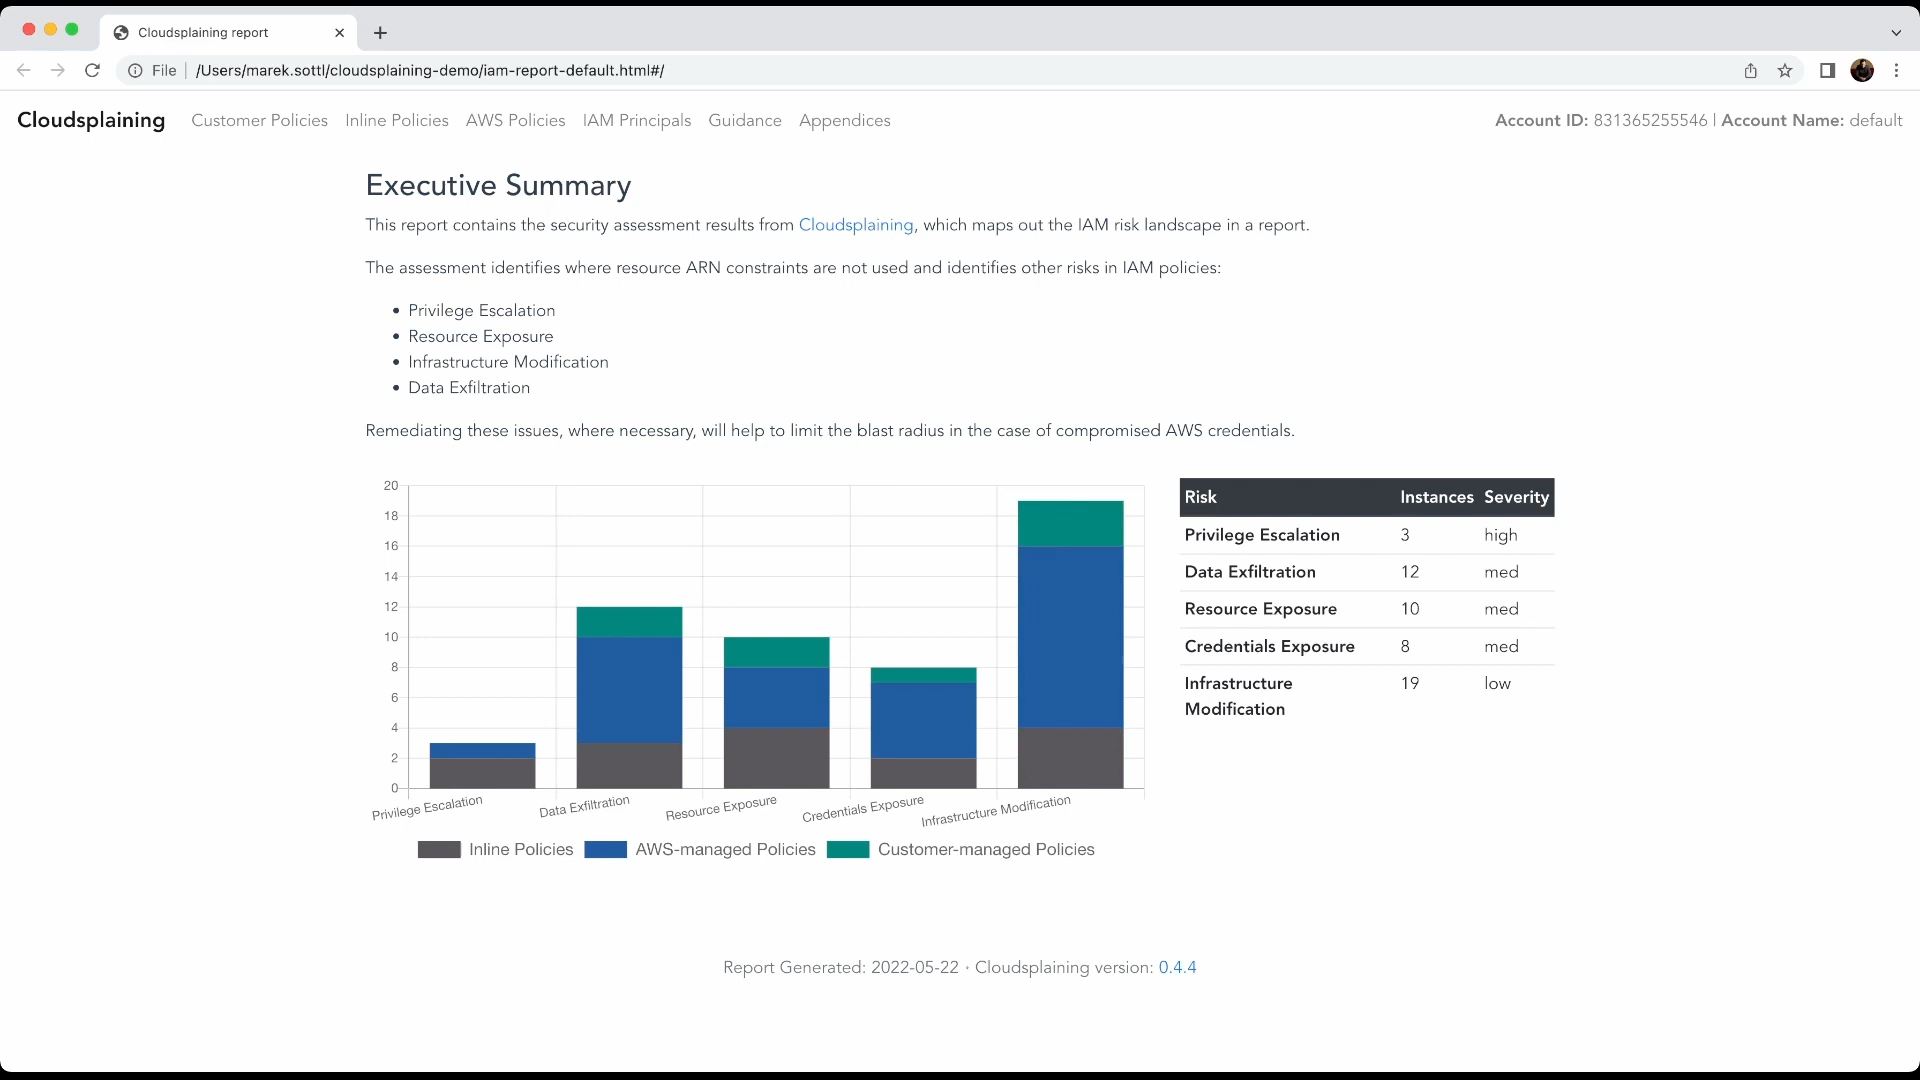 Cloudsplaining report
File /Users/marek.sottl/cloudsplaining-demo/iam-report-default.html#/
Cloudsplaining Customer Policies Inline Policies AWS Policies IAM Principals Guidance Appendices Account ID: 831365255546 | Account Name: default
Executive Summary
This report contains the security assessment results from Cloudsplaining, which maps out the IAM risk landscape in a report.
The assessment identifies where resource ARN constraints are not used and identifies other risks in IAM policies:
• Privilege Escalation
• Resource Exposure
• Infrastructure Modification
• Data Exfiltration
Remediating these issues, where necessary, will help to limit the blast radius in the case of compromised AWS credentials.
20
18
16
14
12
10
8
6
4
2
0
Privilege Escalation
Data Exfiltration
Resource Exposure
Credentials Exposure
Infrastructure Modification
Inline Policies AWS-managed Policies Customer-managed Policies
Risk Instances Severity
Privilege Escalation 3 high
Data Exfiltration 12 med
Resource Exposure 10 med
Credentials Exposure 8 med
Infrastructure 19 low
Modification
Report Generated: 2022-05-22 · Cloudsplaining version: 0.4.4